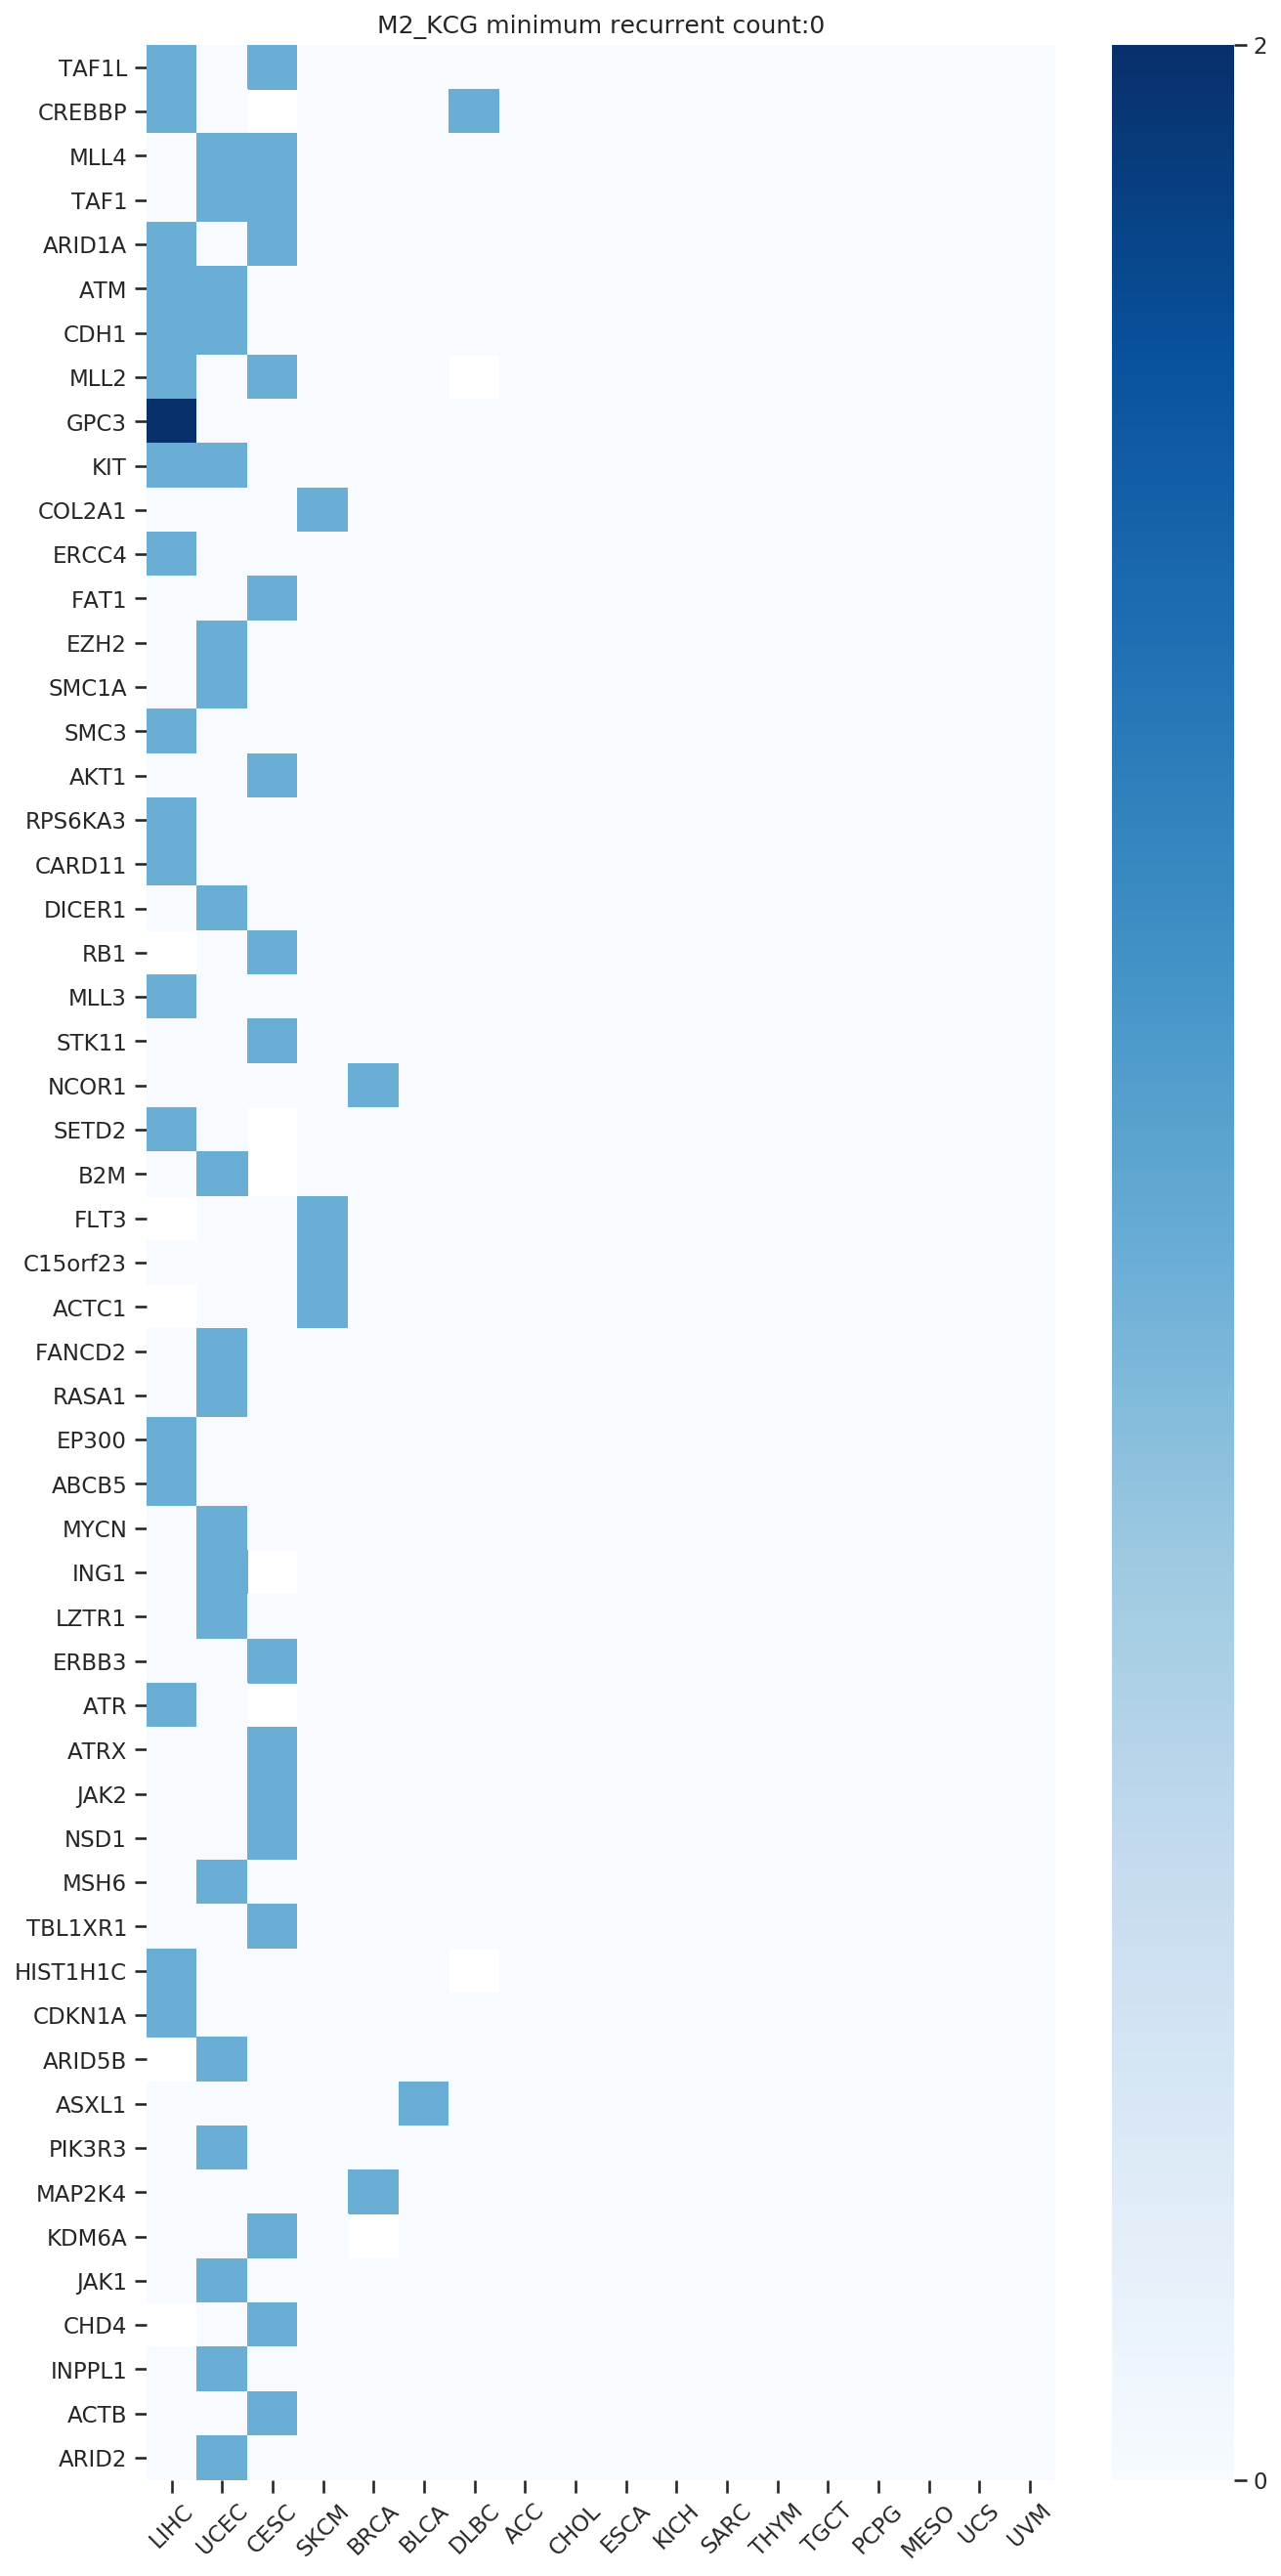 M2_KCG minimum recurrent count:0
TAF1L
CREBBP
MLL4
TAF1
ARID1A
ATM
CDH1
MLL2
GPC3
KIT
COL2A1
ERCC4
FAT1
EZH2
SMC1A
SMC3
AKT1
RPS6KA3
CARD11
DICER1
RB1
MLL3
STK11
NCOR1
SETD2
B2M
FLT3
C15orf23
ACTC1
FANCD2
RASA1
EP300
ABCB5
MYCN
ING1
LZTR1
ERBB3
ATR
ATRX
JAK2
NSD1
MSH6
TBL1XR1
HIST1H1C
CDKN1A
ARID5B
ASXL1
PIK3R3
MAP2K4
KDM6A
JAK1
CHD4
INPPL1
ACTB
ARID2
LIHC UCEC CESC SKCM BRCA BLCA DLBC ACC CHOL ESCA KICH SARC THYM TGCT PCPG MESO UCS UVM
2
0